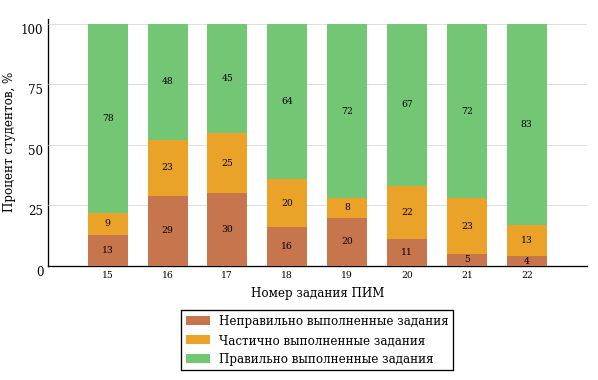 100
75
50
25
0
Процент студентов, %
78 48 45 64 72 67 72 83
9 23 25 20 8 22 23 13
13 29 30 16 20 11 5 4
15 16 17 18 19 20 21 22
Номер задания ПИМ
Неправильно выполненные задания
Частично выполненные задания
Правильно выполненные задания